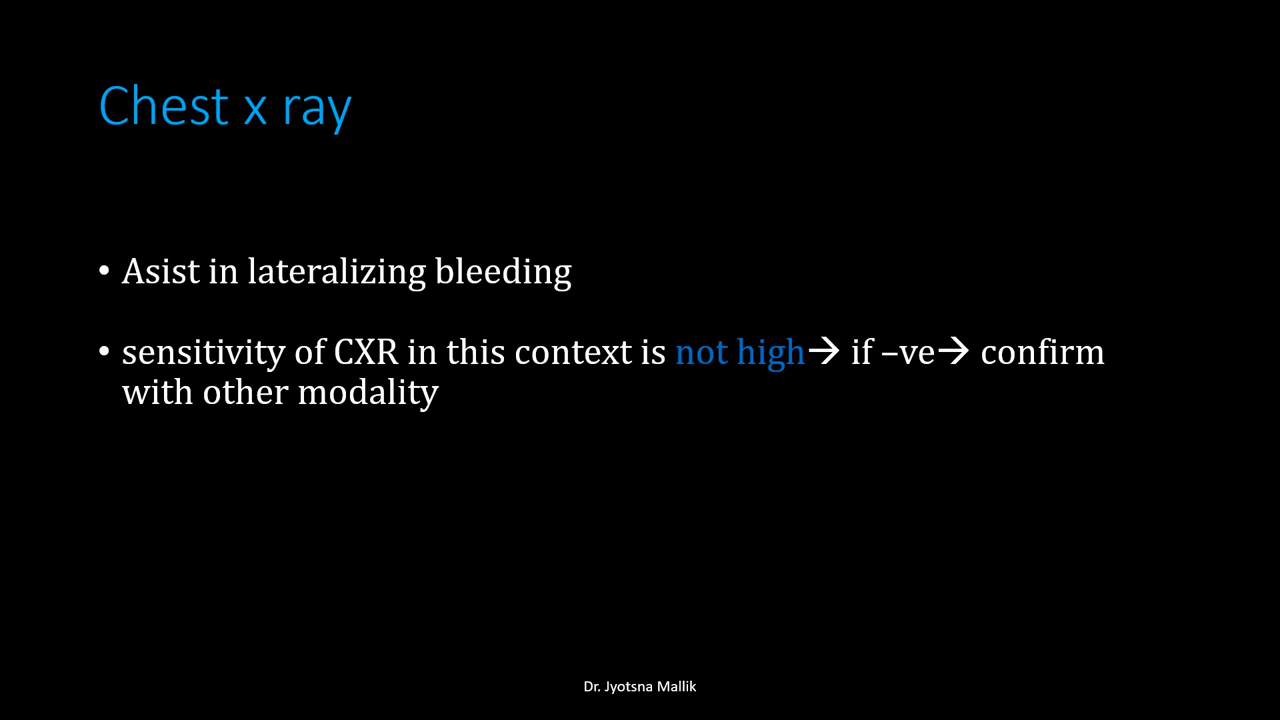 Chest x ray
• Asist in lateralizing bleeding
• sensitivity of CXR in this context is not high→ if –ve→ confirm
with other modality
Dr. Jyotsna Mallik